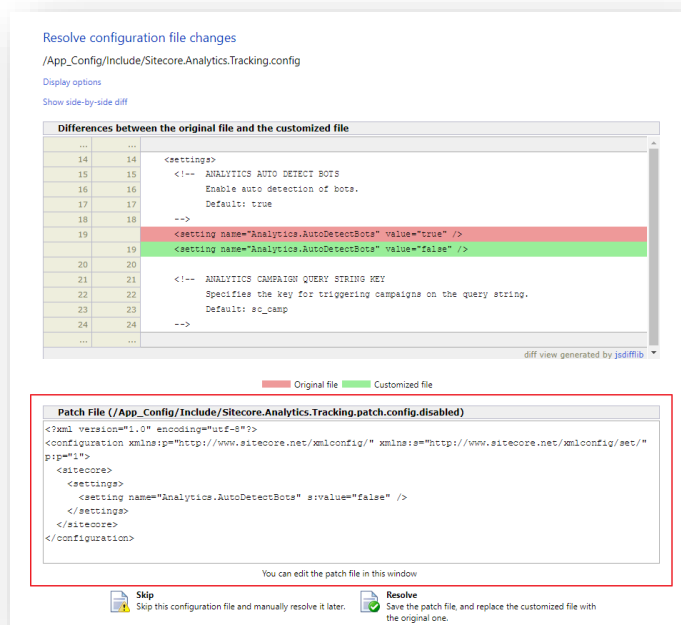 Resolve configuration file changes
/App_Config/Include/Sitecore.Analytics.Tracking.config
Display options
Show side-by-side diff
Differences between the original file and the customized file
... ...
14 14 <settings>
15 15 <!-- ANALYTICS AUTO DETECT BOTS
16 16 Enable auto detection of bots.
17 17 Default: true
18 18 -->
19 <setting name="Analytics.AutoDetectBots" value="true" />
19 <setting name="Analytics.AutoDetectBots" value="false" />
20 20
21 21 <!-- ANALYTICS CAMPAIGN QUERY STRING KEY
22 22 Specifies the key for triggering campaigns on the query string.
23 23 Default: sc_camp
24 24 -->
... ...
diff view generated by jsdifflib
Original file Customized file
Patch File (/App_Config/Include/Sitecore.Analytics.Tracking.patch.config.disabled)
<?xml version="1.0" encoding="utf-8"?>
<configuration xmlns:p="http://www.sitecore.net/xmlconfig/" xmlns:s="http://www.sitecore.net/xmlconfig/set/"
p:p="1">
<sitecore>
<settings>
<setting name="Analytics.AutoDetectBots" s:value="false" />
</settings>
</sitecore>
</configuration>
You can edit the patch file in this window
Skip
Skip this configuration file and manually resolve it later.
Resolve
Save the patch file, and replace the customized file with
the original one.